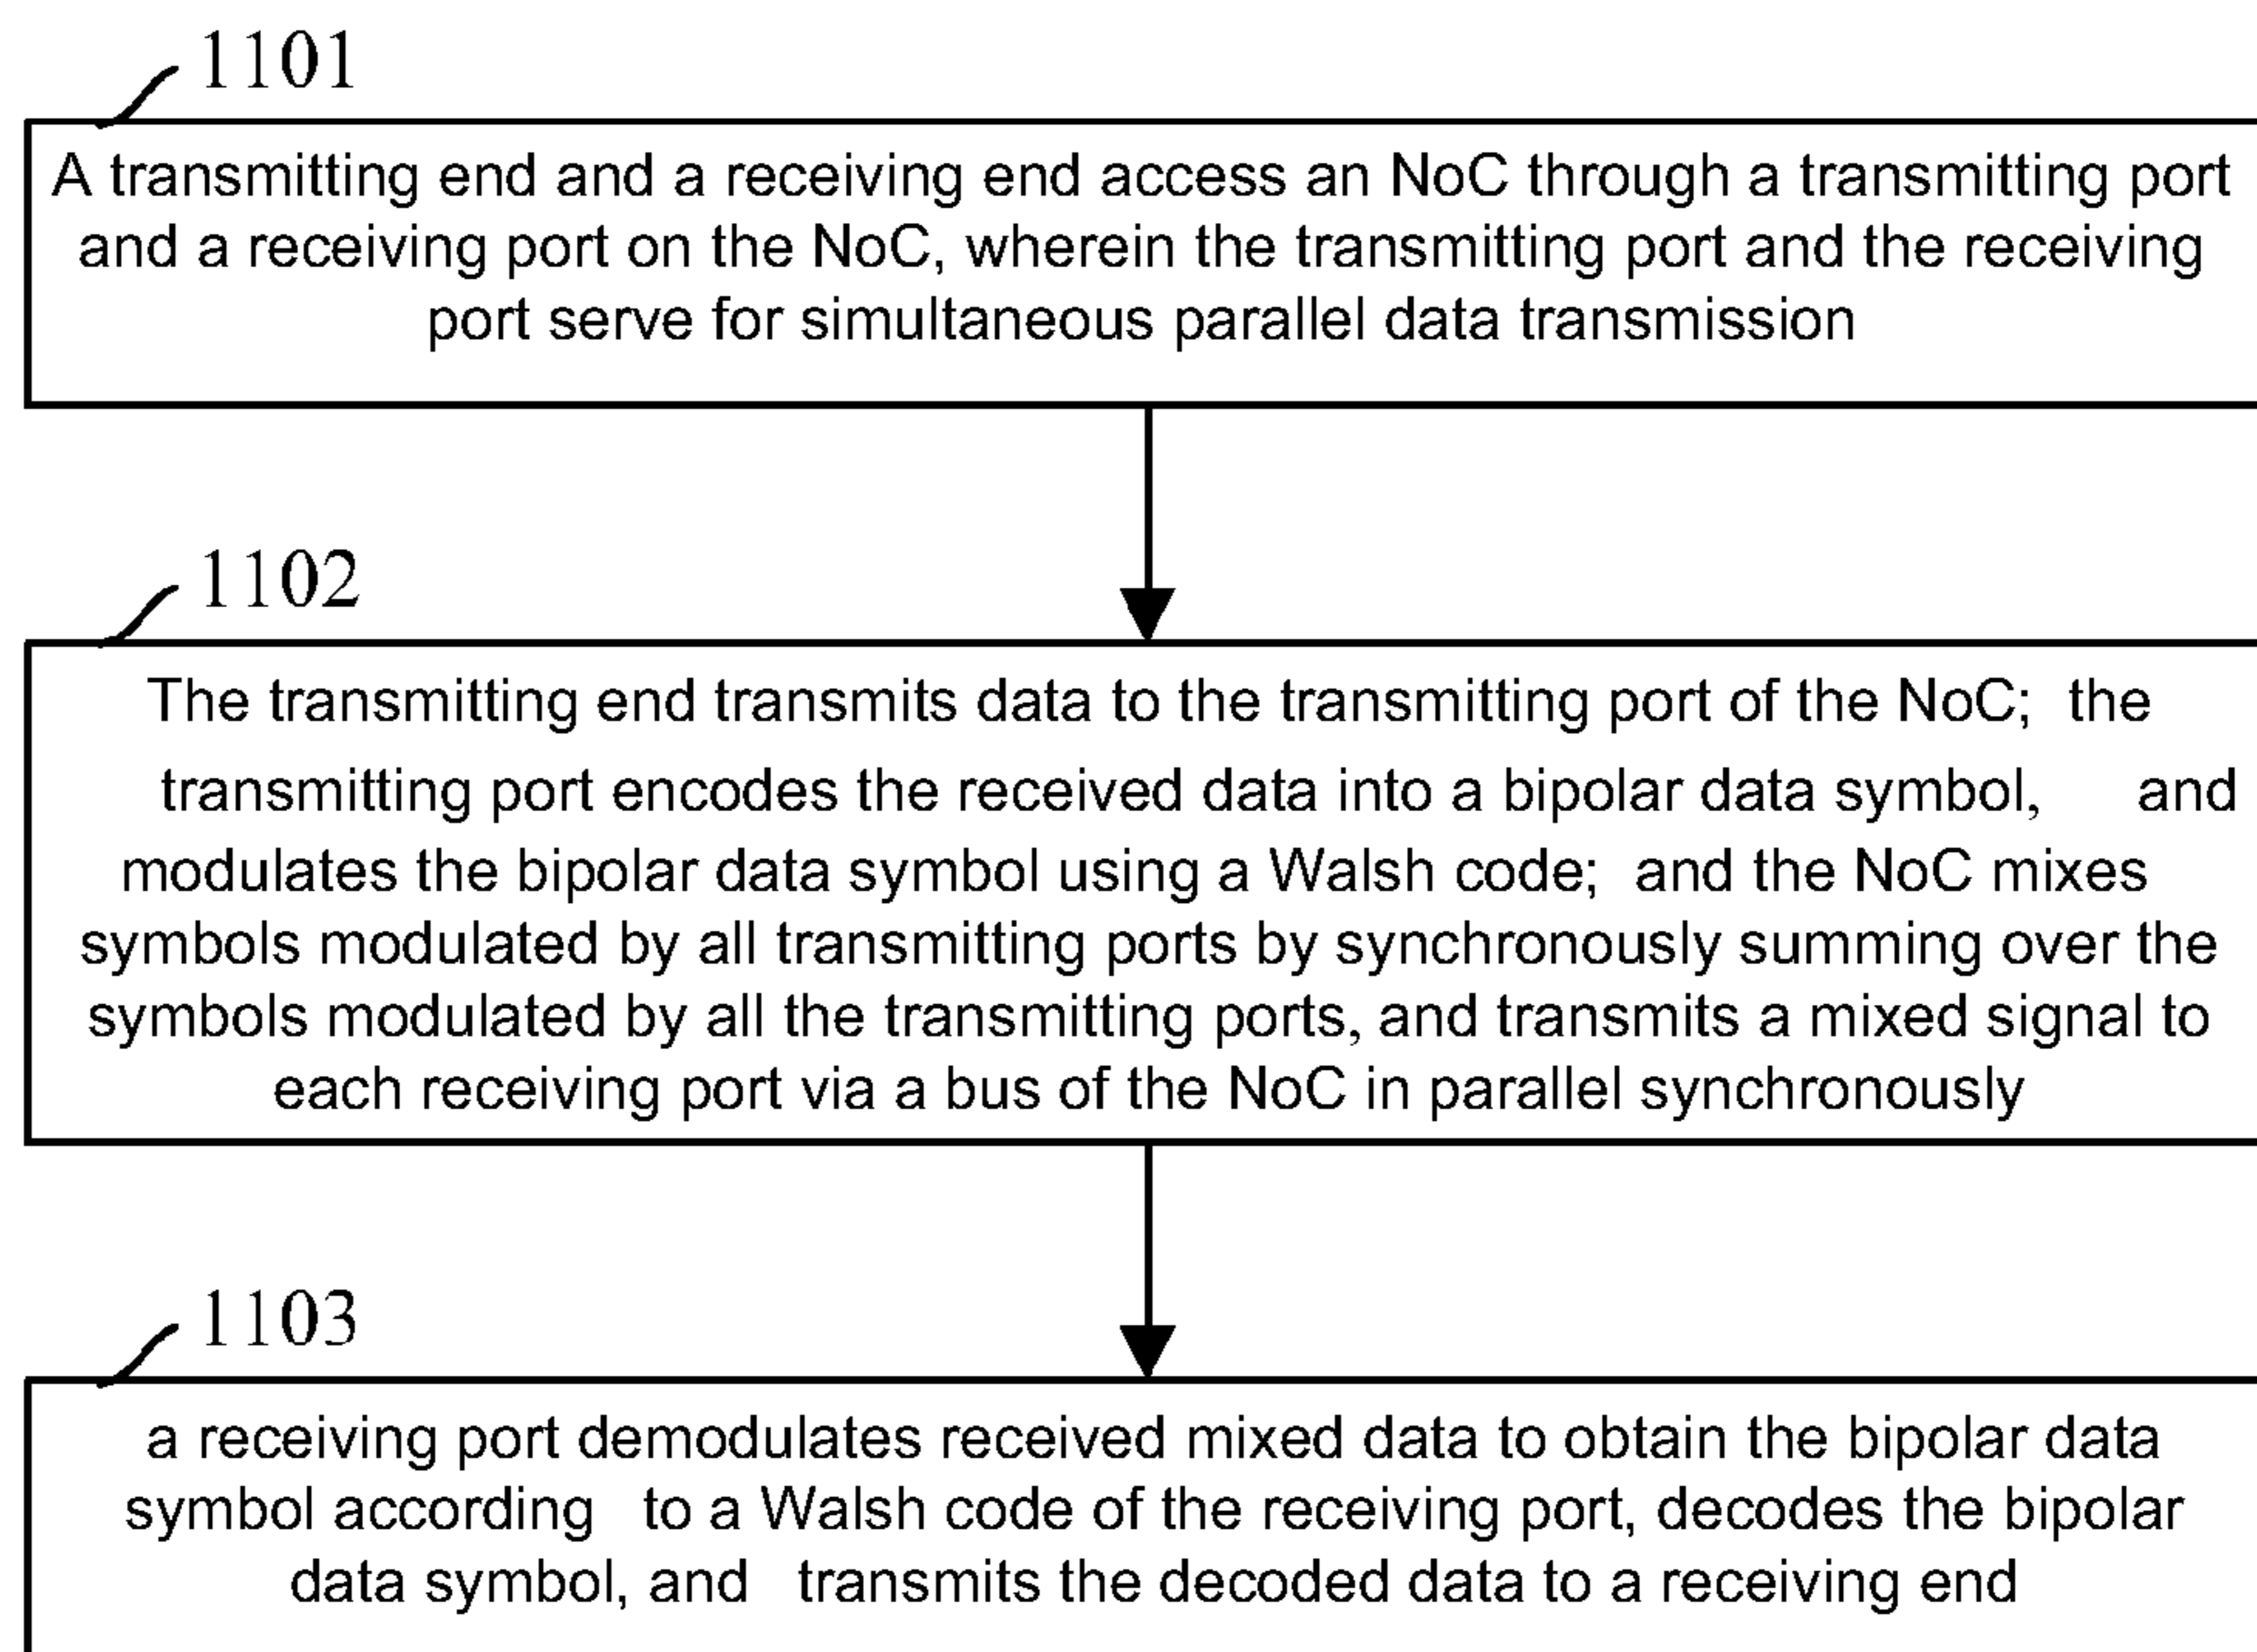 1101
A transmitting end and a receiving end access an NoC through a transmitting port
and a receiving port on the NoC, wherein the transmitting port and the receiving
port serve for simultaneous parallel data transmission
1102
The transmitting end transmits data to the transmitting port of the NoC; the
transmitting port encodes the received data into a bipolar data symbol, and
modulates the bipolar data symbol using a Walsh code; and the NoC mixes
symbols modulated by all transmitting ports by synchronously summing over the
symbols modulated by all the transmitting ports, and transmits a mixed signal to
each receiving port via a bus of the NoC in parallel synchronously
1103
a receiving port demodulates received mixed data to obtain the bipolar data
symbol according to a Walsh code of the receiving port, decodes the bipolar
data symbol, and transmits the decoded data to a receiving end